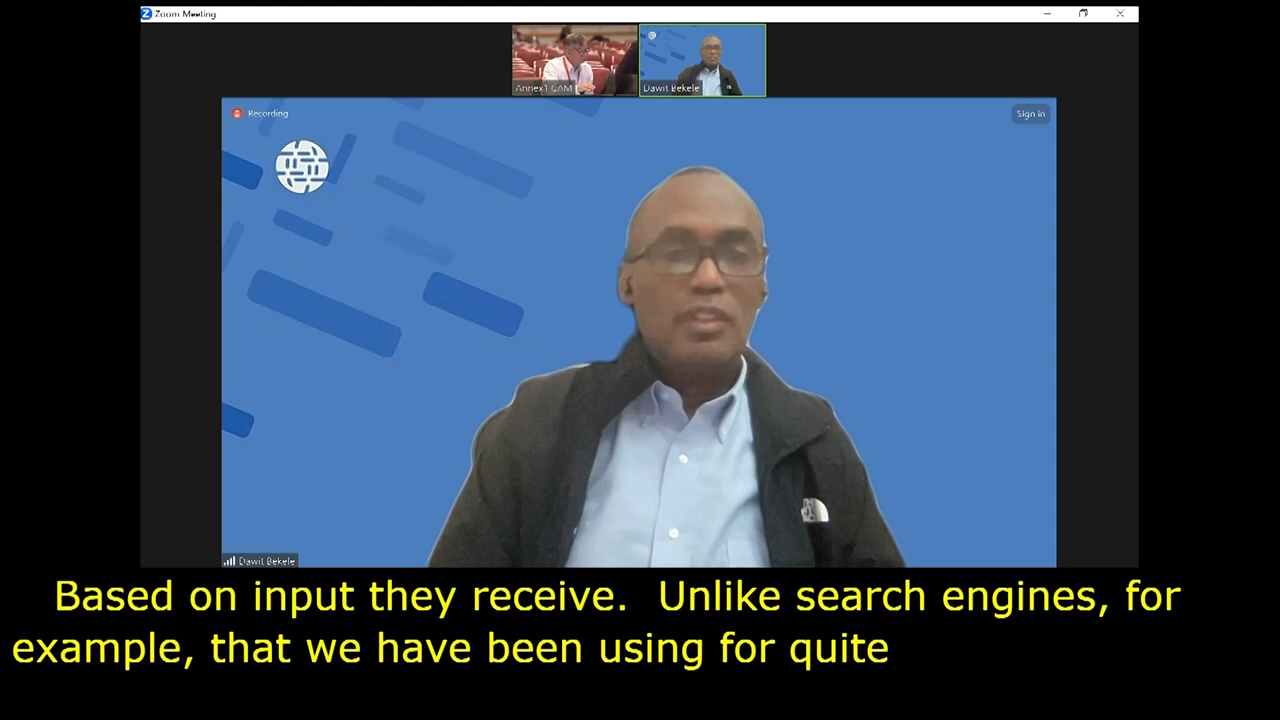 Zoom Meeting
Annex1 CAM
Dawit Bekele
Recording
Sign in
Dawit Bekele
Based on input they receive.  Unlike search engines, for
example, that we have been using for quite